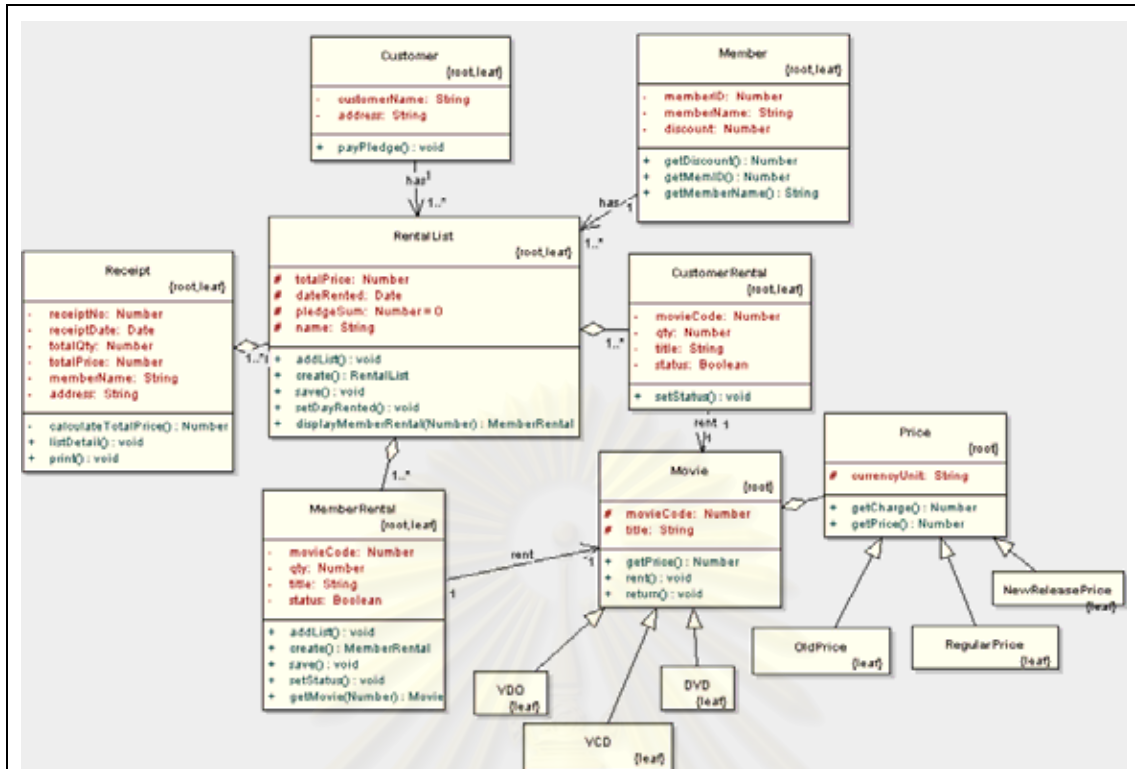 Customer
{root,leaf}
- customerName: String
- address: String
+ payPledge() : void
Member
{root,leaf}
- memberID: Number
- memberName: String
- discount: Number
+ getDiscount() : Number
+ getMemID() : Number
+ getMemberName() : String
has
1
1..*
has
1
1..*
RentalList
{root,leaf}
# totalPrice: Number
# dateRented: Date
# pledgeSum: Number = 0
# name: String
+ addList() : void
+ create() : RentalList
+ save() : void
+ setDayRented() : void
+ displayMemberRental(Number) : MemberRental
Receipt
{root,leaf}
- receiptNo: Number
- receiptDate: Date
- totalQty: Number
- totalPrice: Number
- memberName: String
- address: String
- calculateTotalPrice() : Number
+ listDetail() : void
+ print() : void
1..*
CustomerRental
{root,leaf}
- movieCode: Number
- qty: Number
- title: String
- status: Boolean
+ setStatus() : void
1..*
rent
1
1
1..*
MemberRental
{root,leaf}
- movieCode: Number
- qty: Number
- title: String
- status: Boolean
+ addList() : void
+ create() : MemberRental
+ save() : void
+ setStatus() : void
+ getMovie(Number) : Movie
rent
1
1
Movie
{root}
# movieCode: Number
# title: String
+ getPrice() : Number
+ rent() : void
+ return() : void
Price
{root}
# currencyUnit: String
+ getCharge() : Number
+ getPrice() : Number
NewReleasePrice
{leaf}
OldPrice
{leaf}
RegularPrice
{leaf}
VDO
{leaf}
DVD
{leaf}
VCD
{leaf}